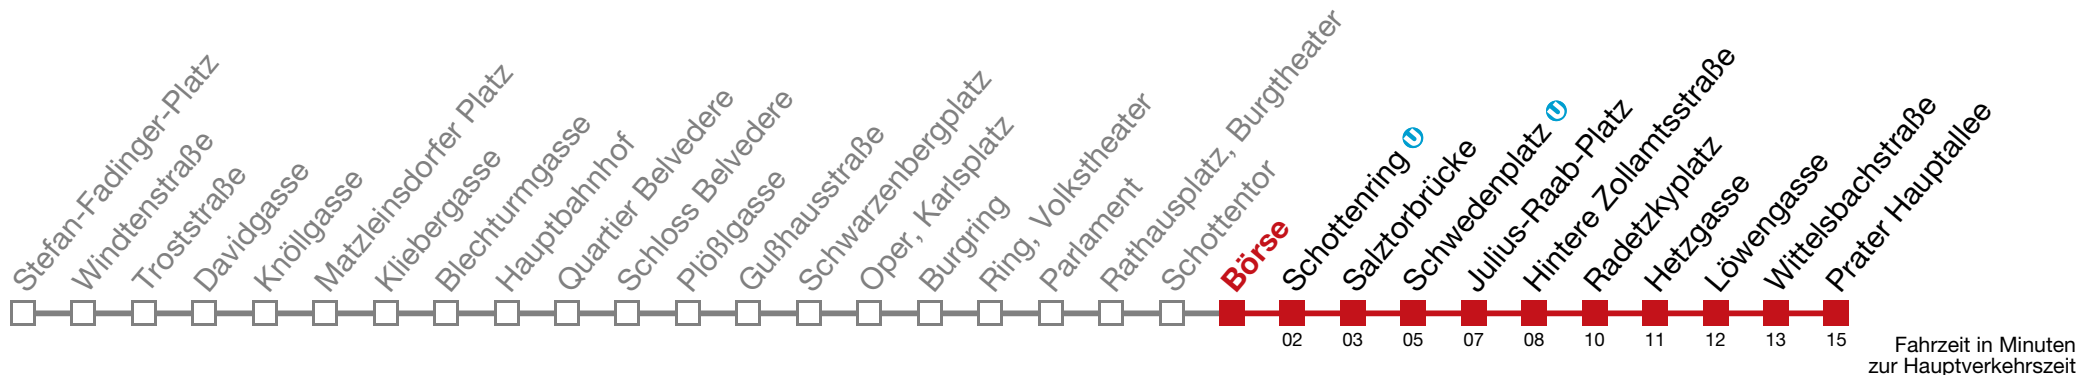 Stefan-Fadinger-Platz
Windtenstraße
Troststraße
Davidgasse
Knöllgasse
Matzleinsdorfer Platz
Kliebergasse
Blechturmgasse
Hauptbahnhof
Quartier Belvedere
Schloss Belvedere
Plößlgasse
Gußhausstraße
Schwarzenbergplatz
Oper, Karlsplatz
Burgring
Ring, Volkstheater
Parlament
Rathausplatz, Burgtheater
Schottentor
Börse
Schottenring U
Salztorbrücke
Schwedenplatz U
Julius-Raab-Platz
Hintere Zollamtsstraße
Radetzkyplatz
Hetzgasse
Löwengasse
Wittelsbachstraße
Prater Hauptallee
02 03 05 07 08 10 11 12 13 15
Fahrzeit in Minuten
zur Hauptverkehrszeit